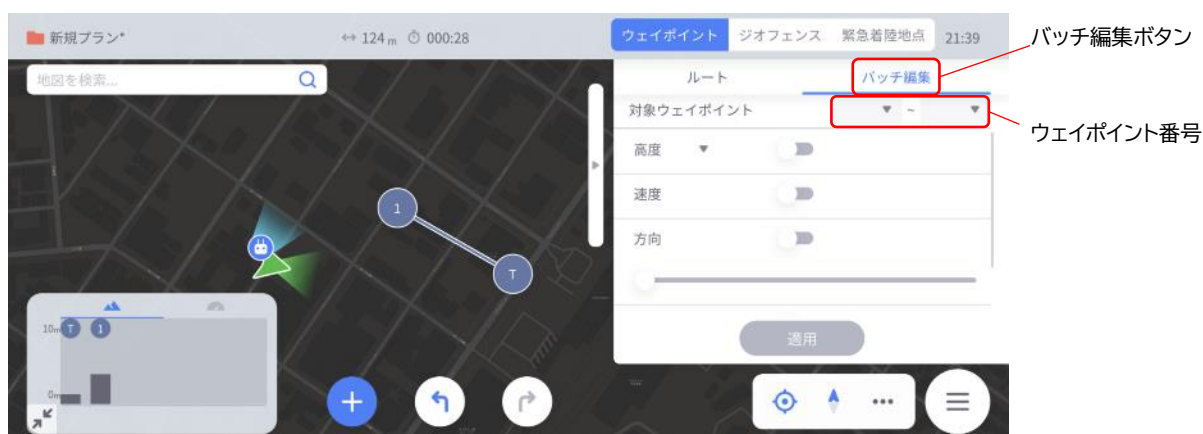 新規プラン*
124 m 000:28
ウェイポイント ジオフェンス 緊急着陸地点 21:39
バッチ編集ボタン
地図を検索...
ルート バッチ編集
対象ウェイポイント ~
ウェイポイント番号
高度
速度
方向
1
T
適用
10m T 1
0m